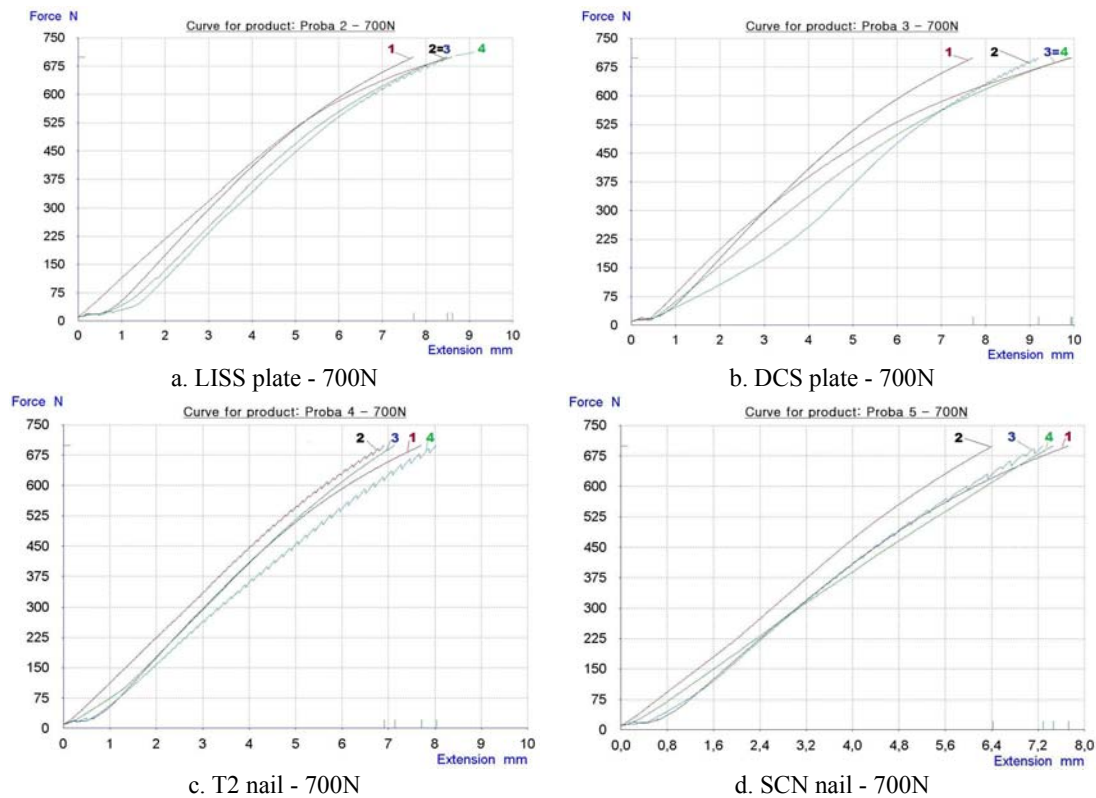 Force N
Curve for product: Proba 2 - 700N
750
675
600
525
450
375
300
225
150
75
0
1
2=3
4
0 1 2 3 4 5 6 7 8 9 10
Extension mm
a. LISS plate - 700N
Force N
Curve for product: Proba 3 - 700N
750
675
600
525
450
375
300
225
150
75
0
1
2
3=4
0 1 2 3 4 5 6 7 8 9 10
Extension mm
b. DCS plate - 700N
Force N
Curve for product: Proba 4 - 700N
750
675
600
525
450
375
300
225
150
75
0
2 3 1 4
0 1 2 3 4 5 6 7 8 9 10
Extension mm
c. T2 nail - 700N
Force N
Curve for product: Proba 5 - 700N
750
675
600
525
450
375
300
225
150
75
0
2
3
4
1
0,0 0,8 1,6 2,4 3,2 4,0 4,8 5,6 6,4 7,2 8,0
Extension mm
d. SCN nail - 700N